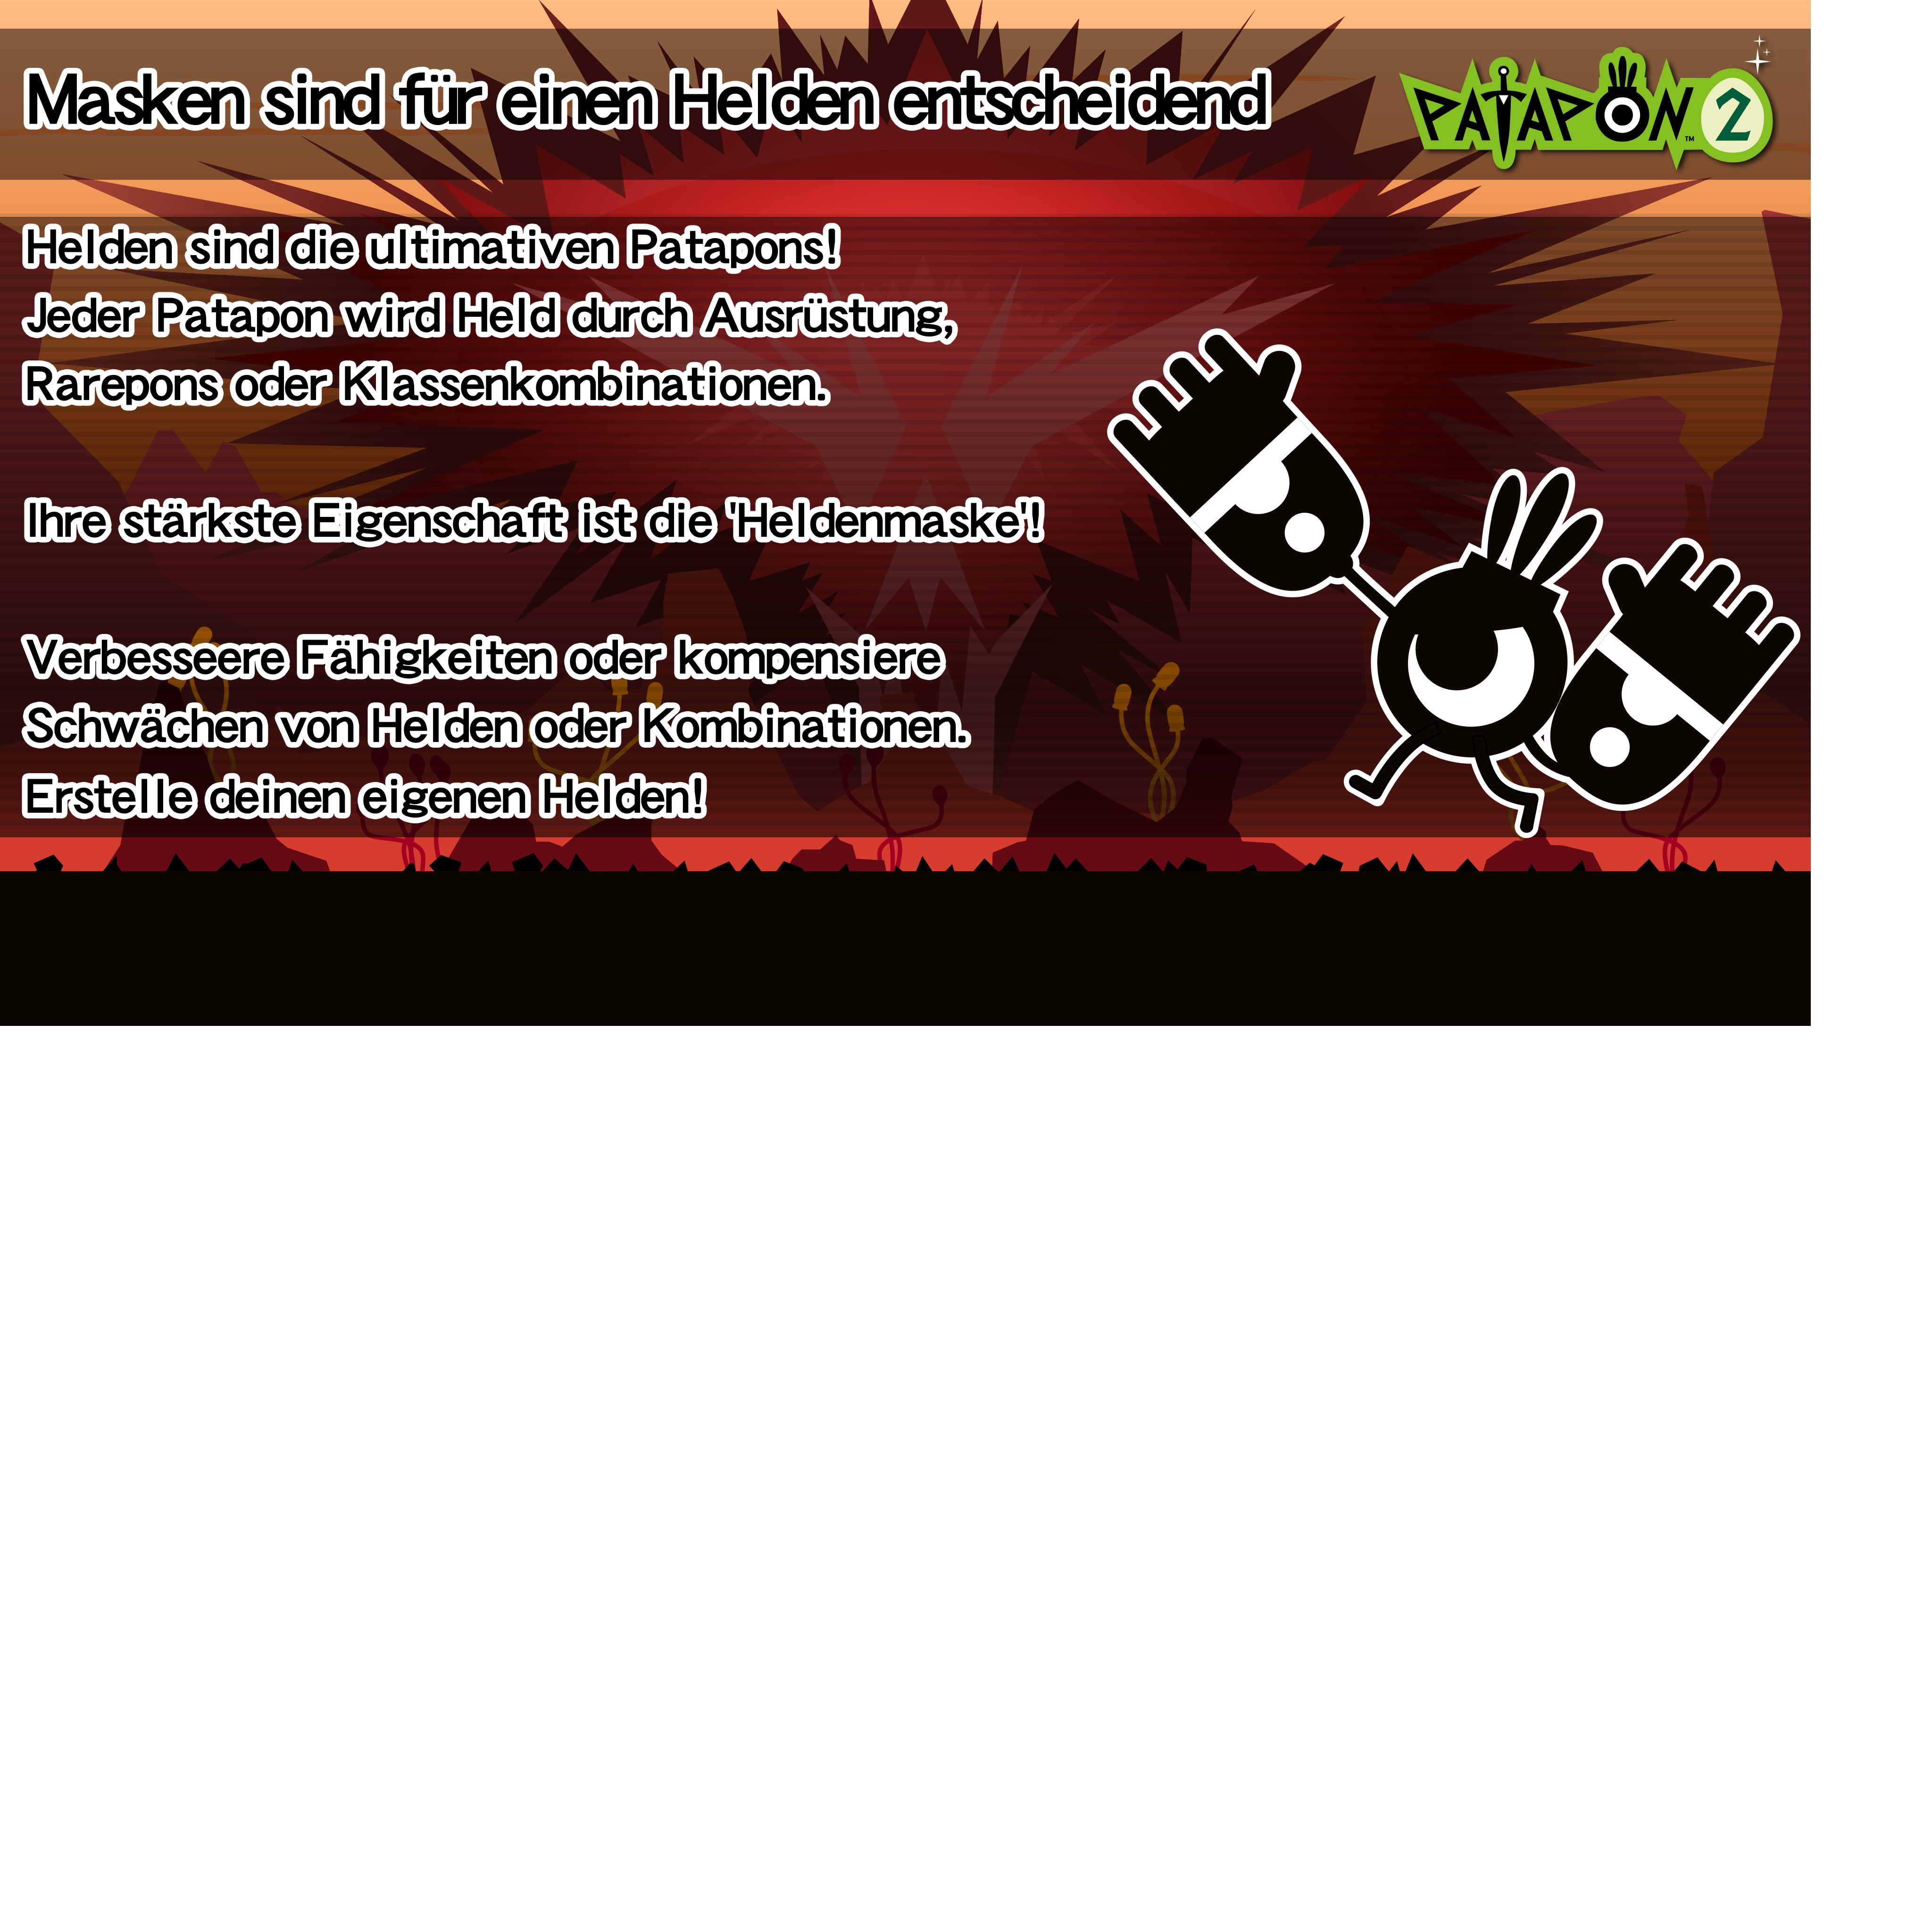 Masken sind für einen Helden entscheidend
PATAPON™ 2
Helden sind die ultimativen Patapons!
Jeder Patapon wird Held durch Ausrüstung,
Rarepons oder Klassenkombinationen.
Ihre stärkste Eigenschaft ist die 'Heldenmaske'!
Verbesseere Fähigkeiten oder kompensiere
Schwächen von Helden oder Kombinationen.
Erstelle deinen eigenen Helden!